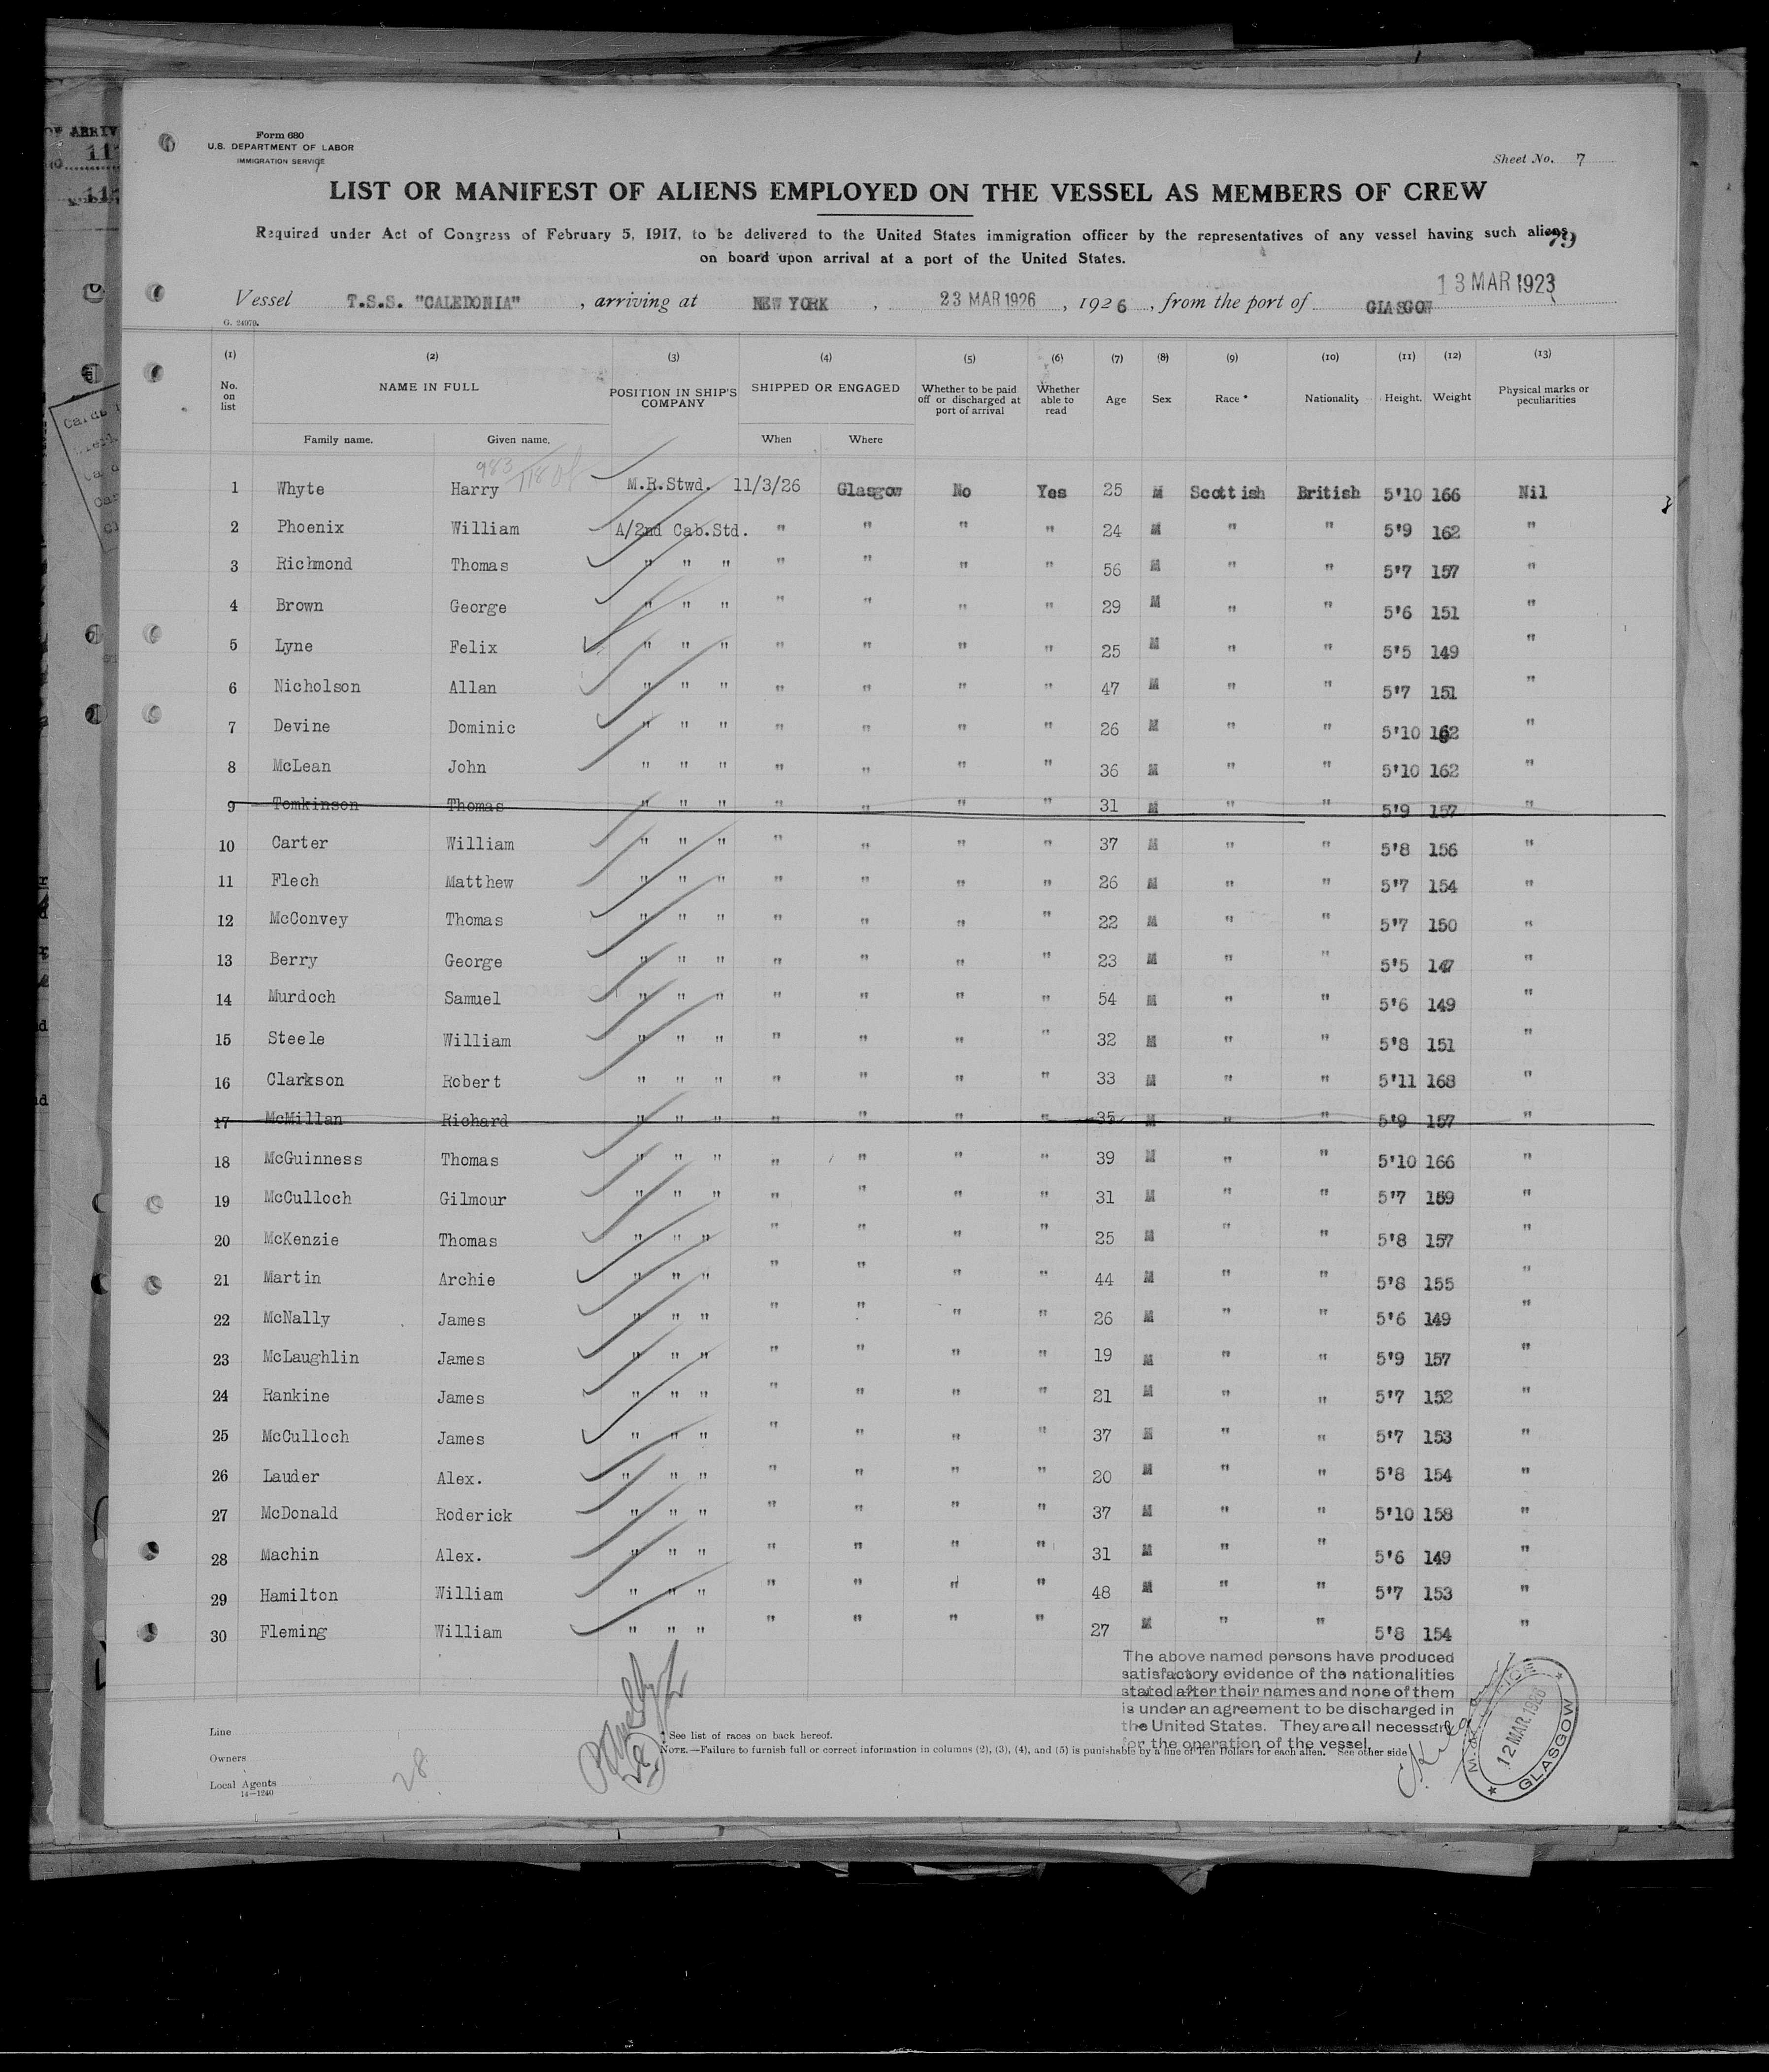 Form 680
U.S. DEPARTMENT OF LABOR
IMMIGRATION SERVICE
Sheet No. 7
LIST OR MANIFEST OF ALIENS EMPLOYED ON THE VESSEL AS MEMBERS OF CREW
Required under Act of Congress of February 5, 1917, to be delivered to the United States immigration officer by the representatives of any vessel having such aliens
79
on board upon arrival at a port of the United States.
13 MAR 1923
Vessel T.S.S. "CALEDONIA", arriving at NEW YORK, 23 MAR 1926, 1926, from the port of GLASGOW
G. 24979.
(1) (2) (3) (4) (5) (6) (7) (8) (9) (10) (11) (12) (13)
No. on list NAME IN FULL POSITION IN SHIP'S COMPANY SHIPPED OR ENGAGED Whether to be paid off or discharged at port of arrival Whether able to read Age Sex Race * Nationality Height. Weight Physical marks or peculiarities
Family name. Given name. When Where
983
1 Whyte Harry M.R.Stwd. 11/3/26 Glasgow No Yes 25 M Scottish British 5'10 166 Nil
2 Phoenix William A/2nd Cab.Std. " " " " 24 M " " 5'9 162 "
3 Richmond Thomas " " " " " " " 56 M " " 5'7 157 "
4 Brown George " " " " " " " 29 M " " 5'6 151 "
5 Lyne Felix " " " " " " " 25 M " " 5'5 149 "
6 Nicholson Allan " " " " " " " 47 M " " 5'7 151 "
7 Devine Dominic " " " " " " " 26 M " " 5'10 162 "
8 McLean John " " " " " " " 36 M " " 5'10 162 "
9 Tomkinson Thomas " " " " " " " 31 M " " 5'9 157 "
10 Carter William " " " " " " " 37 M " " 5'8 156 "
11 Flech Matthew " " " " " " " 26 M " " 5'7 154 "
12 McConvey Thomas " " " " " " " 22 M " " 5'7 150 "
13 Berry George " " " " " " " 23 M " " 5'5 147 "
14 Murdoch Samuel " " " " " " " 54 M " " 5'6 149 "
15 Steele William " " " " " " " 32 M " " 5'8 151 "
16 Clarkson Robert " " " " " " " 33 M " " 5'11 168 "
17 McMillan Richard " " " " " " " 35 M " " 5'9 157 "
18 McGuinness Thomas " " " " " " " 39 M " " 5'10 166 "
19 McCulloch Gilmour " " " " " " " 31 M " " 5'7 159 "
20 McKenzie Thomas " " " " " " " 25 M " " 5'8 157 "
21 Martin Archie " " " " " " " 44 M " " 5'8 155 "
22 McNally James " " " " " " " 26 M " " 5'6 149 "
23 McLaughlin James " " " " " " " 19 M " " 5'9 157 "
24 Rankine James " " " " " " " 21 M " " 5'7 152 "
25 McCulloch James " " " " " " " 37 M " " 5'7 153 "
26 Lauder Alex. " " " " " " " 20 M " " 5'8 154 "
27 McDonald Roderick " " " " " " " 37 M " " 5'10 158 "
28 Machin Alex. " " " " " " " 31 M " " 5'6 149 "
29 Hamilton William " " " " " " " 48 M " " 5'7 153 "
30 Fleming William " " " " " " " 27 M " " 5'8 154 "
The above named persons have produced
satisfactory evidence of the nationalities
stated after their names and none of them
is under an agreement to be discharged in
the United States. They are all necessary
for the operation of the vessel.
Line
Owners
Local Agents
14—1240
28
28
* See list of races on back hereof.
NOTE.—Failure to furnish full or correct information in columns (2), (3), (4), and (5) is punishable by a fine of Ten Dollars for each alien. See other side
12 MAR. 1926
GLASGOW